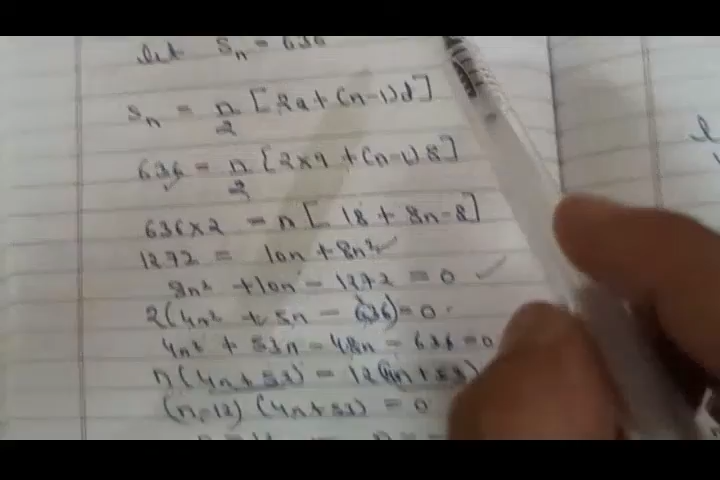 let Sn = 636
Sn = n/2 [2a + (n-1)d]
636 = n/2 [2×9 + (n-1)8]
636×2 = n[18 + 8n-8]
1272 = 10n + 8n²
8n² + 10n - 1272 = 0
2(4n² + 5n - 636) = 0
4n² + 53n - 48n - 636 = 0
n(4n+53) - 12(4n+53)
(n-12) (4n+53) = 0